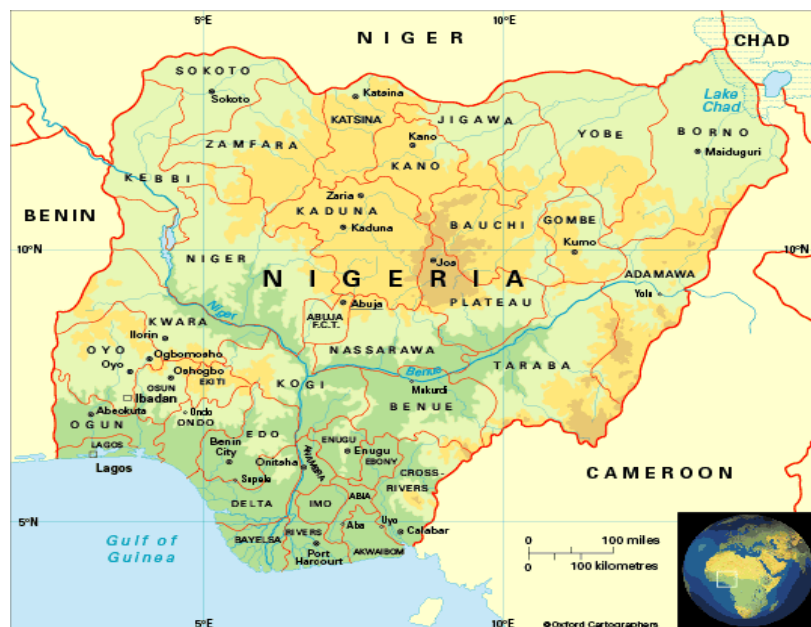 5°E
10°E
NIGER
CHAD
SOKOTO
Sokoto
Katsina
Lake
Chad
KATSINA
JIGAWA
Kano
YOBE
BORNO
ZAMFARA
KANO
Maiduguri
KEBBI
Zaria
BENIN
KADUNA
Kaduna
BAUCHI
GOMBE
Kumo
10°N
10°N
NIGER
Jos
NIGERIA
ADAMAWA
Yola
Abuja
PLATEAU
Niger
ABUJA
F.C.T.
KWARA
Ilorin
NASSARAWA
OYO
Ogbomosho
Oyo
Oshogbo
TARABA
OSUN
EKITI
KOGI
Benue
Makurdi
Ibadan
BENUE
Abeokuta
Ondo
ONDO
OGUN
EDO
ENUGU
LAGOS
Benin
City
Enugu
Lagos
Onitsha
ANAMBRA
EBONY
CROSS-
RIVERS
CAMEROON
Sapele
ABIA
DELTA
IMO
5°N
5°N
Aba
Uyo
Calabar
Gulf of
Guinea
BAYELSA
RIVERS
Port
Harcourt
AKWAIBOM
0
100 miles
0
100 kilometres
5°E
10°E
©Oxford Cartographers